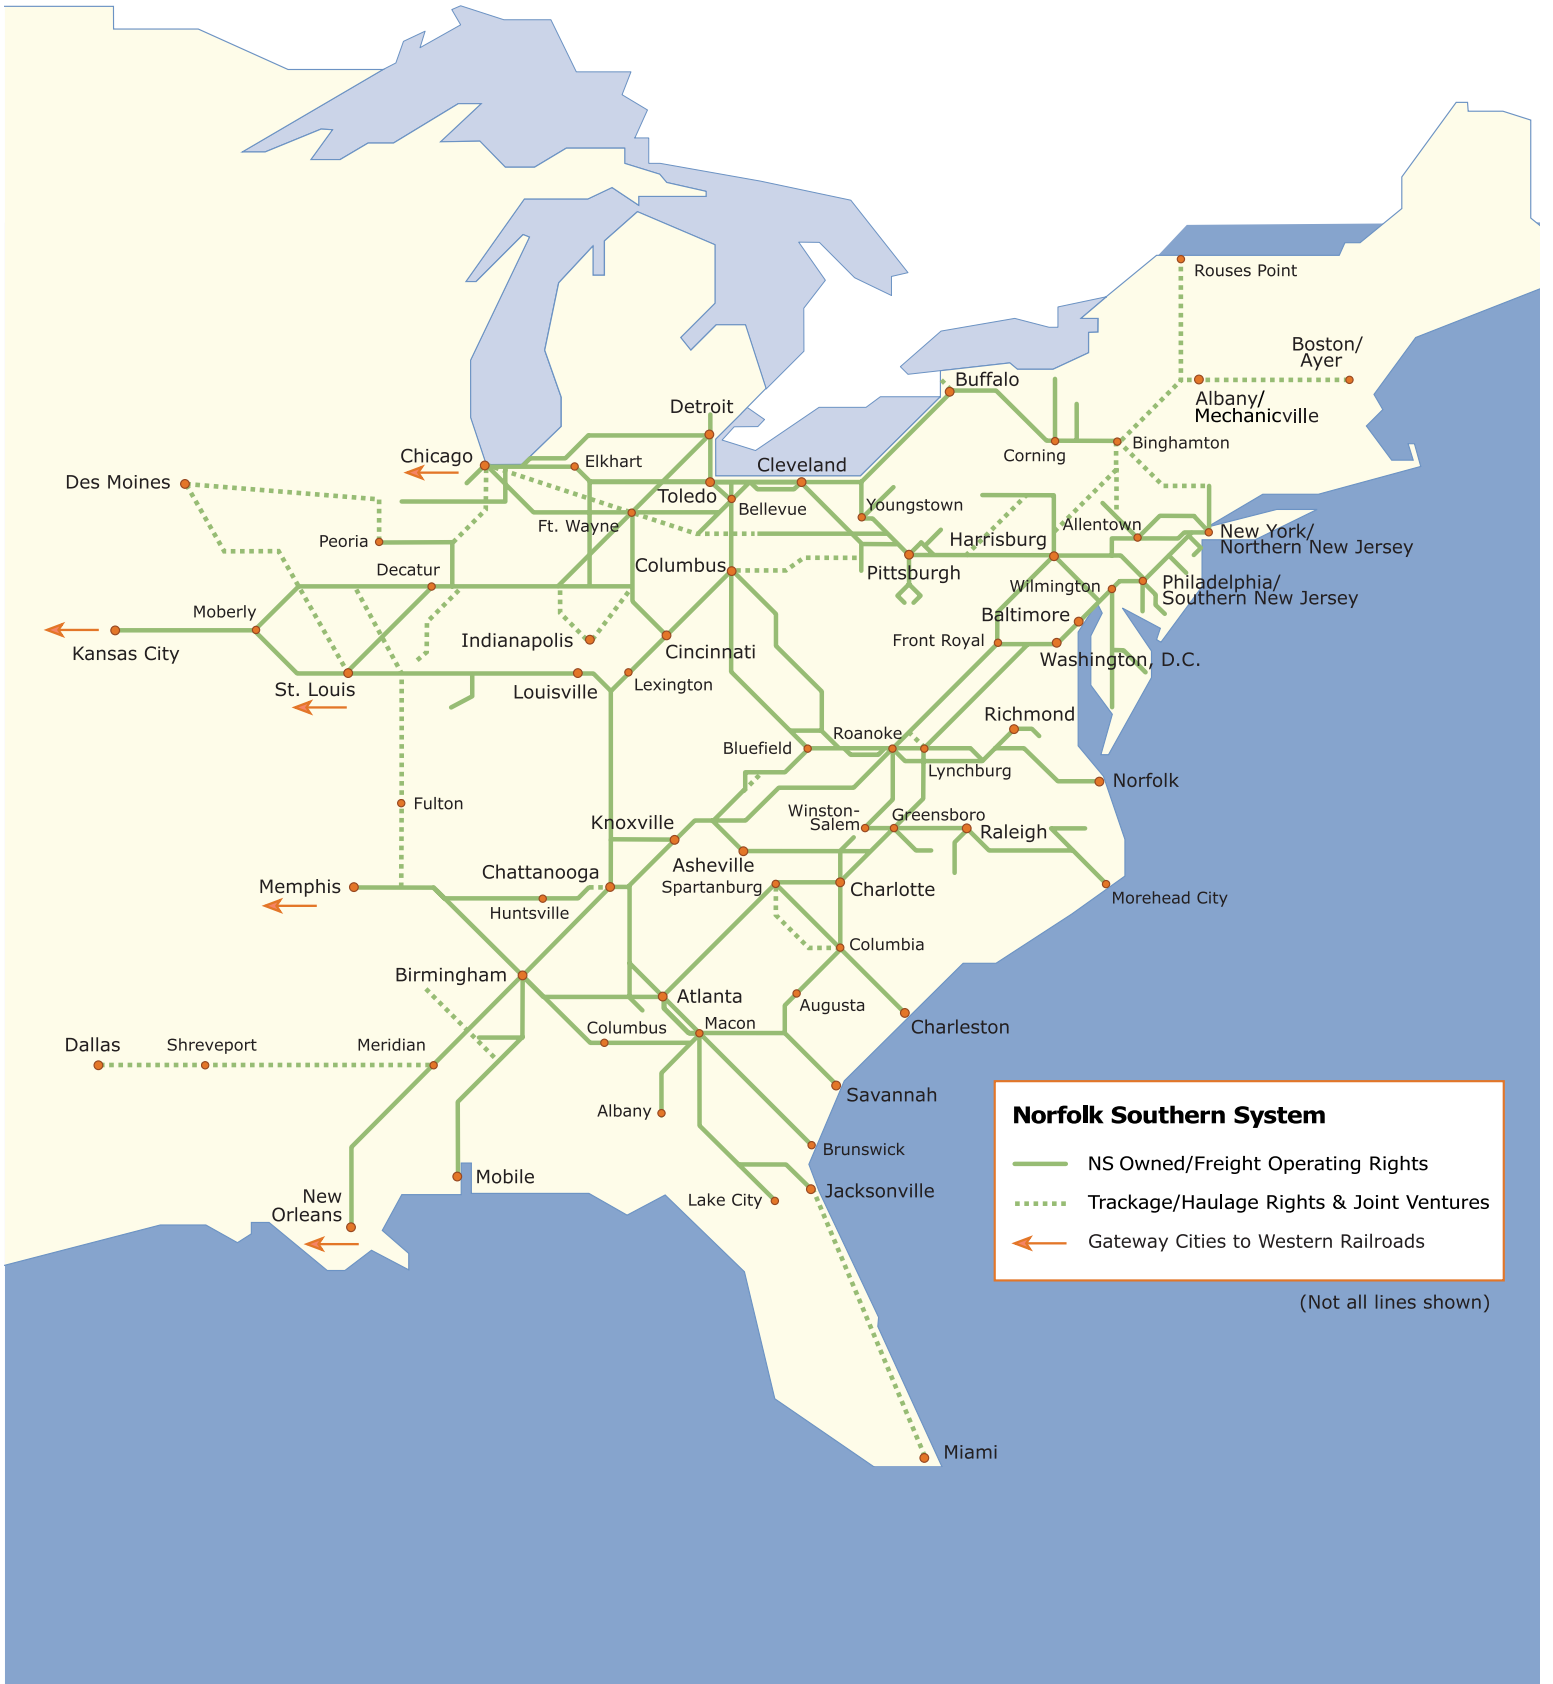 Rouses Point
Boston/
Ayer
Buffalo
Albany/
Mechanicville
Detroit
Binghamton
Corning
Chicago
Elkhart
Cleveland
Des Moines
Toledo
Bellevue
Youngstown
Ft. Wayne
Allentown
New York/
Northern New Jersey
Peoria
Harrisburg
Decatur
Columbus
Pittsburgh
Wilmington
Philadelphia/
Southern New Jersey
Moberly
Baltimore
Indianapolis
Front Royal
Kansas City
Cincinnati
Washington, D.C.
St. Louis
Louisville
Lexington
Richmond
Roanoke
Bluefield
Lynchburg
Norfolk
Fulton
Winston-
Salem
Greensboro
Knoxville
Raleigh
Asheville
Chattanooga
Memphis
Spartanburg
Charlotte
Morehead City
Huntsville
Columbia
Birmingham
Atlanta
Augusta
Columbus
Macon
Charleston
Dallas
Shreveport
Meridian
Savannah
Albany
Brunswick
Mobile
Lake City
Jacksonville
New
Orleans
Miami
Norfolk Southern System
NS Owned/Freight Operating Rights
Trackage/Haulage Rights & Joint Ventures
Gateway Cities to Western Railroads
(Not all lines shown)